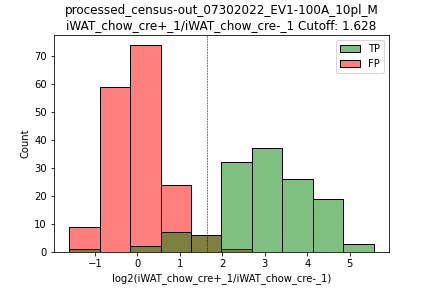 processed_census-out_07302022_EV1-100A_10pl_M
iWAT_chow_cre+_1/iWAT_chow_cre-_1 Cutoff: 1.628
TP
FP
70
60
50
40
30
20
10
0
Count
−1
0
1
2
3
4
5
log2(iWAT_chow_cre+_1/iWAT_chow_cre-_1)